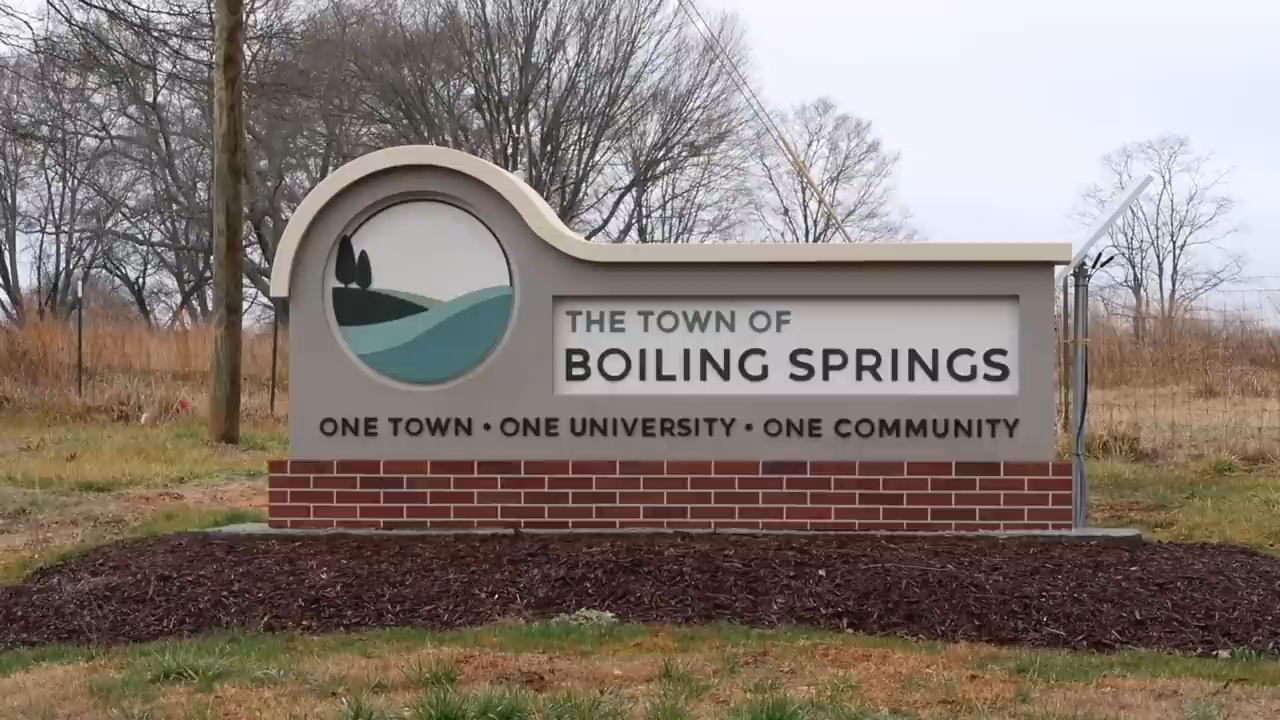 THE TOWN OF
BOILING SPRINGS
ONE TOWN • ONE UNIVERSITY • ONE COMMUNITY